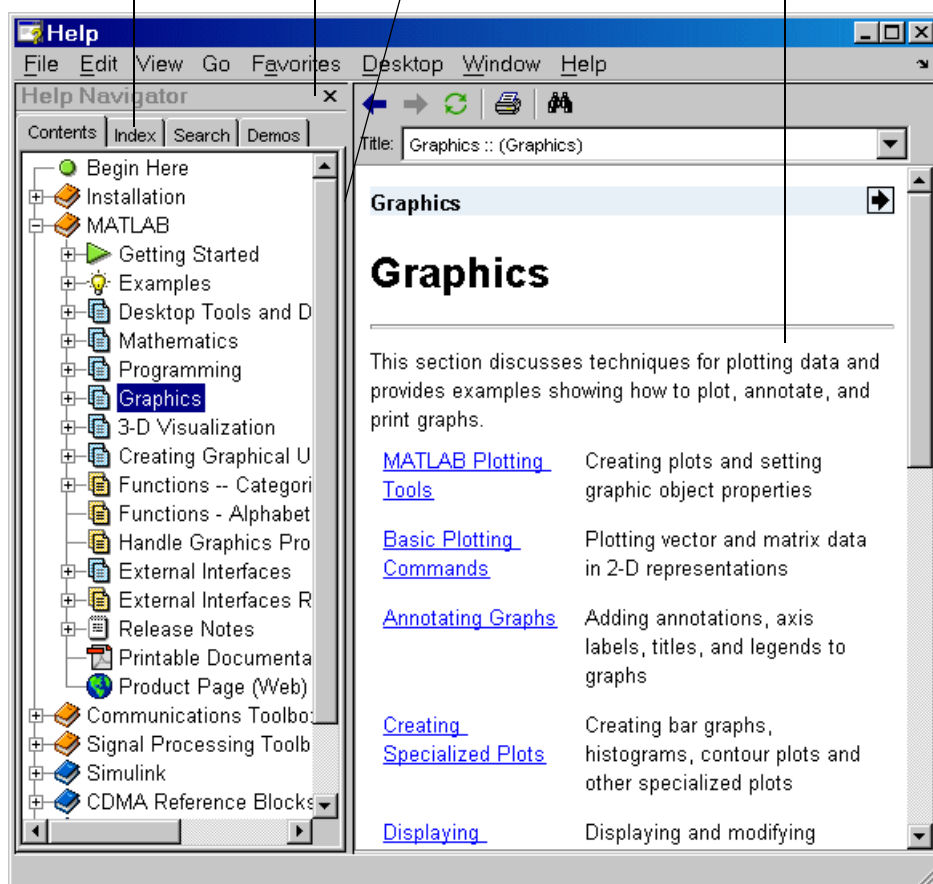 Help
File Edit View Go Favorites Desktop Window Help
Help Navigator
Contents Index Search Demos
Begin Here
Installation
MATLAB
Getting Started
Examples
Desktop Tools and D
Mathematics
Programming
Graphics
3-D Visualization
Creating Graphical U
Functions -- Categori
Functions - Alphabet
Handle Graphics Pro
External Interfaces
External Interfaces R
Release Notes
Printable Documenta
Product Page (Web)
Communications Toolbo
Signal Processing Toolb
Simulink
CDMA Reference Blocks
Title: Graphics :: (Graphics)
Graphics
Graphics
This section discusses techniques for plotting data and
provides examples showing how to plot, annotate, and
print graphs.
MATLAB Plotting Creating plots and setting
Tools graphic object properties
Basic Plotting Plotting vector and matrix data
Commands in 2-D representations
Annotating Graphs Adding annotations, axis
labels, titles, and legends to
graphs
Creating Creating bar graphs,
Specialized Plots histograms, contour plots and
other specialized plots
Displaying Displaying and modifying